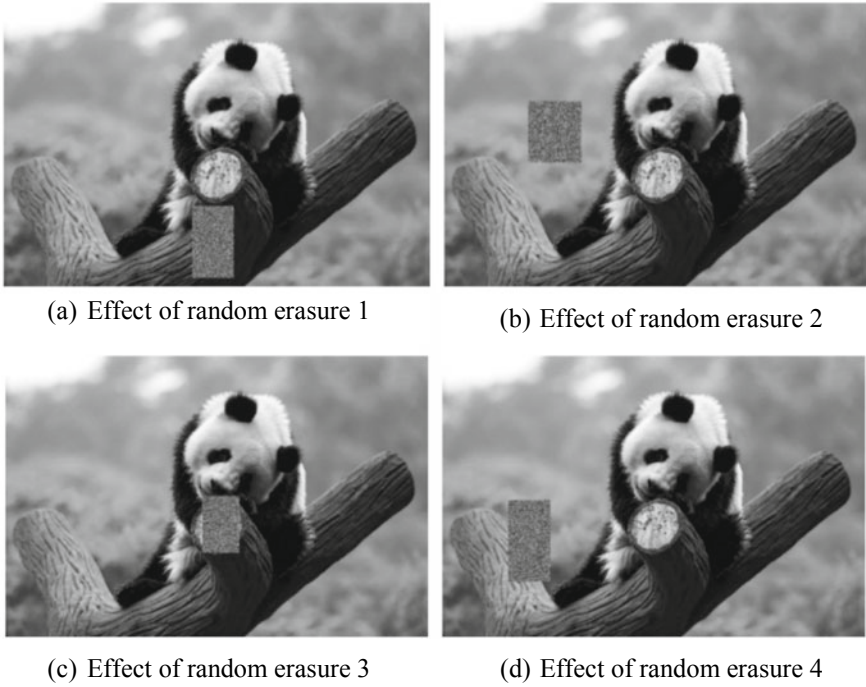 (a) Effect of random erasure 1
(b) Effect of random erasure 2
(c) Effect of random erasure 3
(d) Effect of random erasure 4